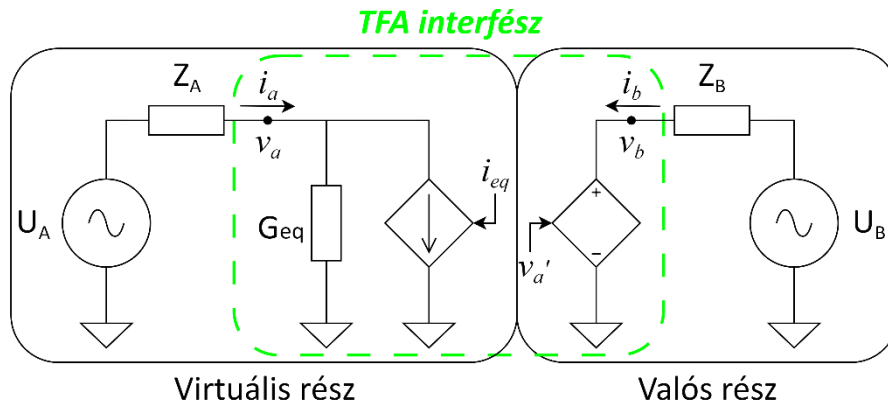 TFA interfész
Z_A
i_a
v_a
U_A
G_eq
i_eq
v_a'
i_b
v_b
Z_B
U_B
+
−
Virtuális rész
Valós rész